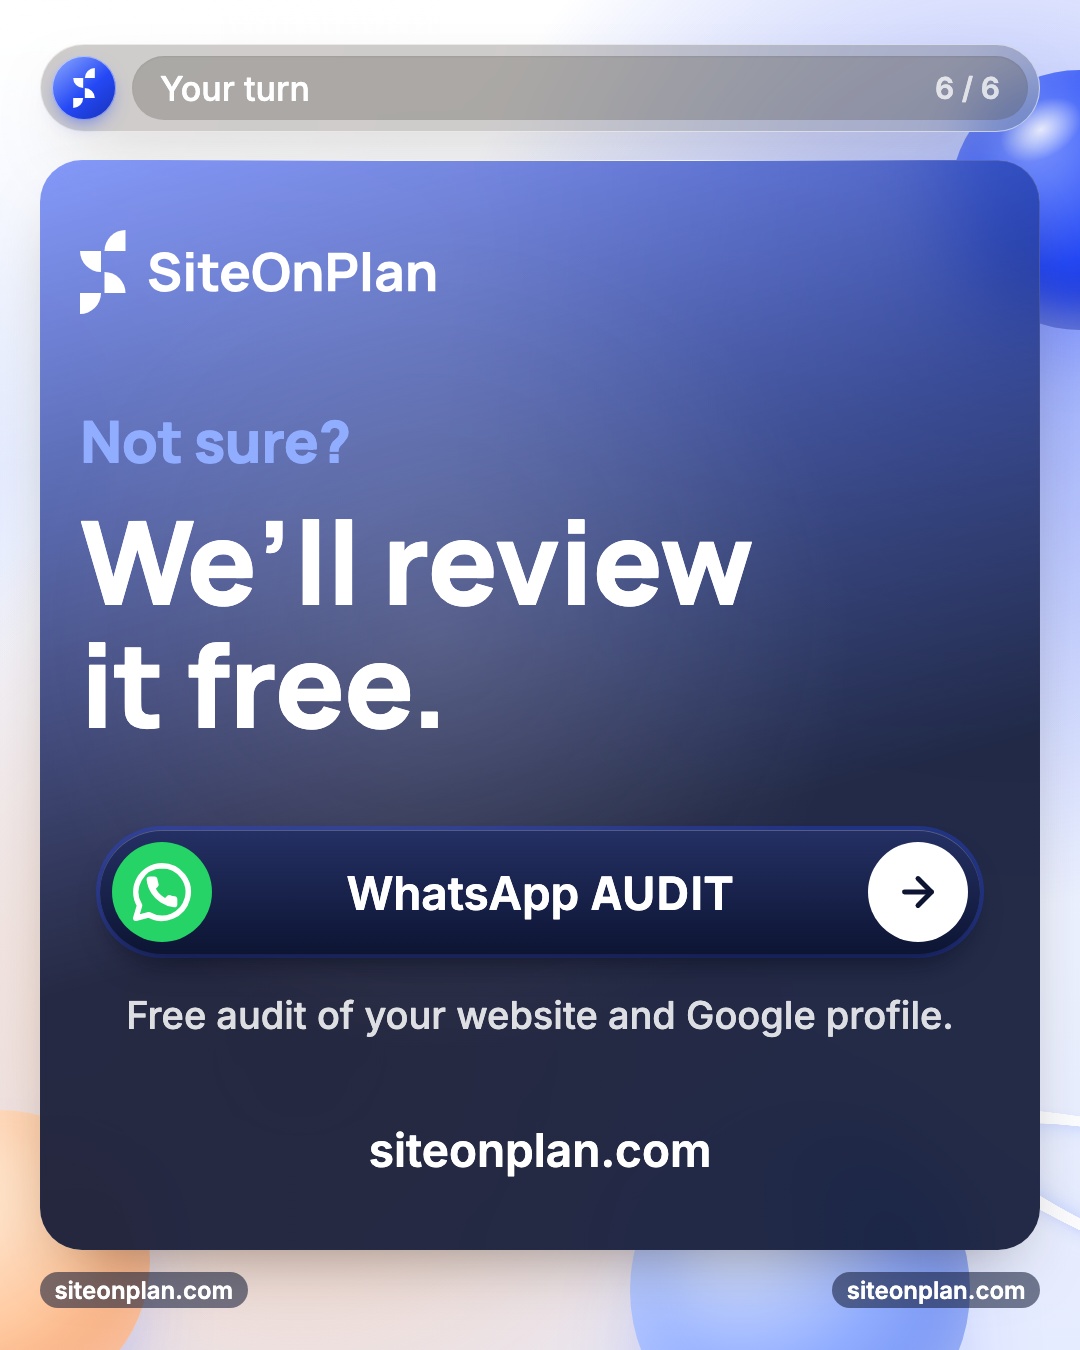 Your turn
6 / 6
SiteOnPlan
Not sure?
We’ll review
it free.
WhatsApp AUDIT
Free audit of your website and Google profile.
siteonplan.com
siteonplan.com
siteonplan.com